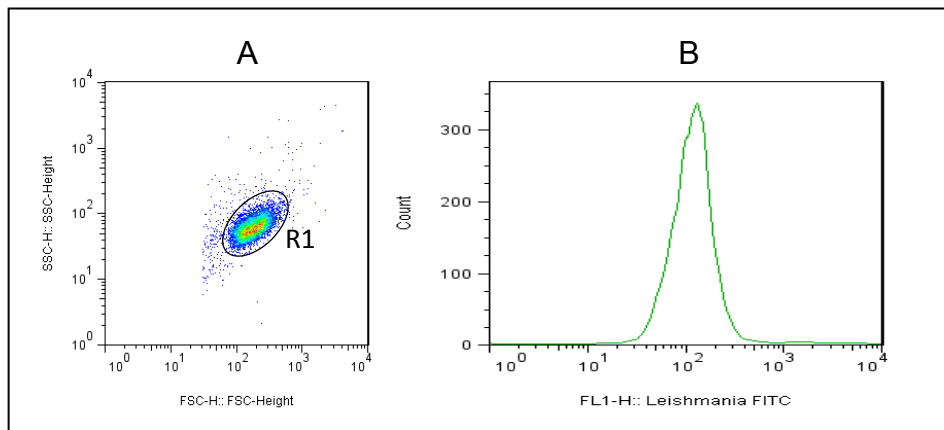 A
10^4
10^3
10^2
10^1
10^0
SSC-H:: SSC-Height
R1
10^0 10^1 10^2 10^3 10^4
FSC-H:: FSC-Height
B
300
200
100
0
Count
10^0 10^1 10^2 10^3 10^4
FL1-H:: Leishmania FITC